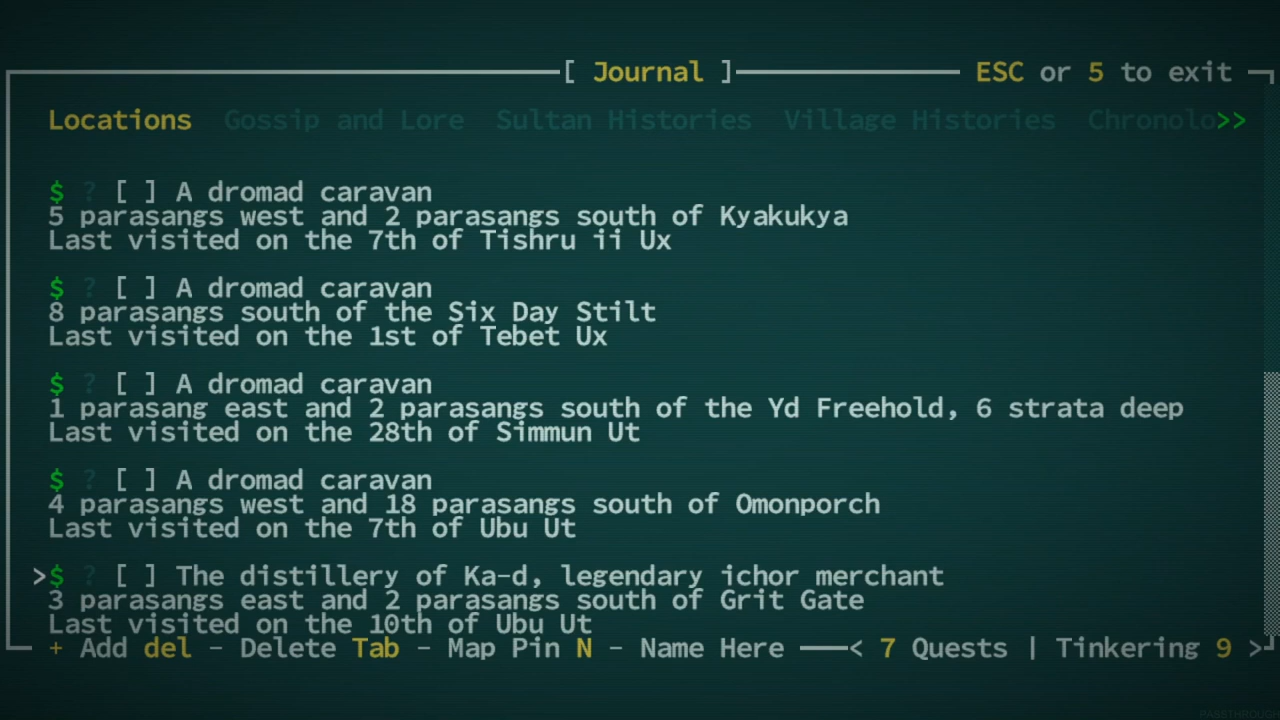 [ Journal ] ESC or 5 to exit
Locations Gossip and Lore Sultan Histories Village Histories Chronolo>>
$ ? [ ] A dromad caravan
5 parasangs west and 2 parasangs south of Kyakukya
Last visited on the 7th of Tishru ii Ux
$ ? [ ] A dromad caravan
8 parasangs south of the Six Day Stilt
Last visited on the 1st of Tebet Ux
$ ? [ ] A dromad caravan
1 parasang east and 2 parasangs south of the Yd Freehold, 6 strata deep
Last visited on the 28th of Simmun Ut
$ ? [ ] A dromad caravan
4 parasangs west and 18 parasangs south of Omonporch
Last visited on the 7th of Ubu Ut
>$ ? [ ] The distillery of Ka-d, legendary ichor merchant
3 parasangs east and 2 parasangs south of Grit Gate
Last visited on the 10th of Ubu Ut
+ Add del - Delete Tab - Map Pin N - Name Here < 7 Quests | Tinkering 9 >